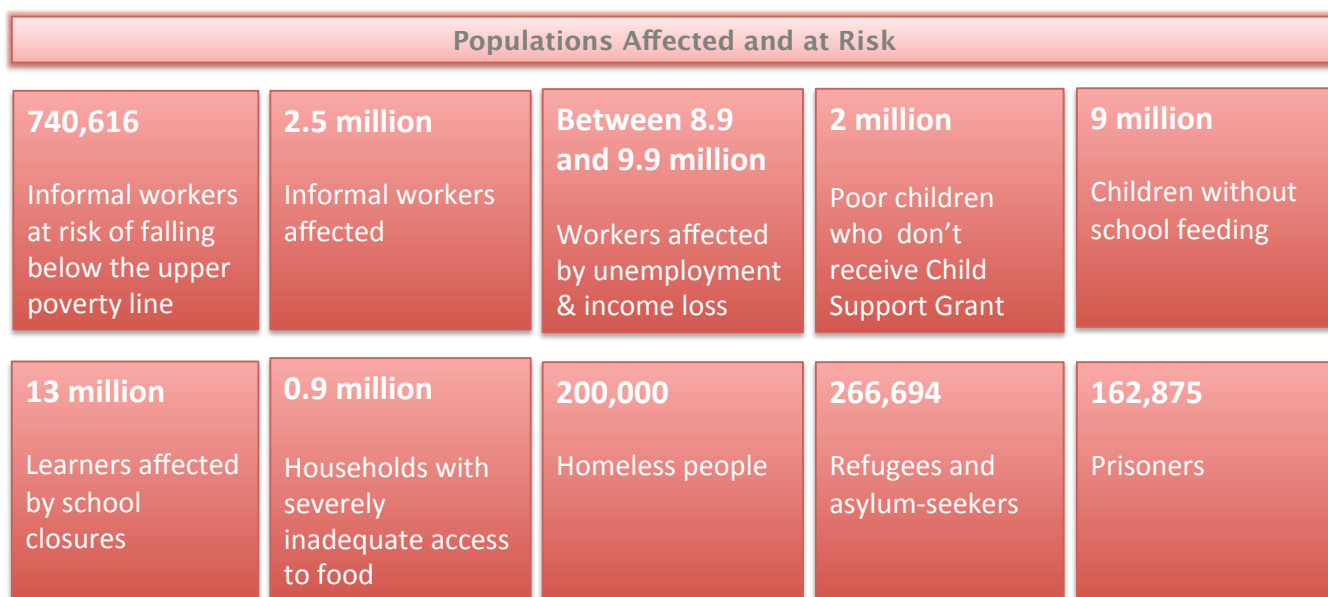 Populations Affected and at Risk
740,616
Informal workers
at risk of falling
below the upper
poverty line
2.5 million
Informal workers
affected
Between 8.9
and 9.9 million
Workers affected
by unemployment
& income loss
2 million
Poor children
who don’t
receive Child
Support Grant
9 million
Children without
school feeding
13 million
Learners affected
by school
closures
0.9 million
Households with
severely
inadequate access
to food
200,000
Homeless people
266,694
Refugees and
asylum-seekers
162,875
Prisoners